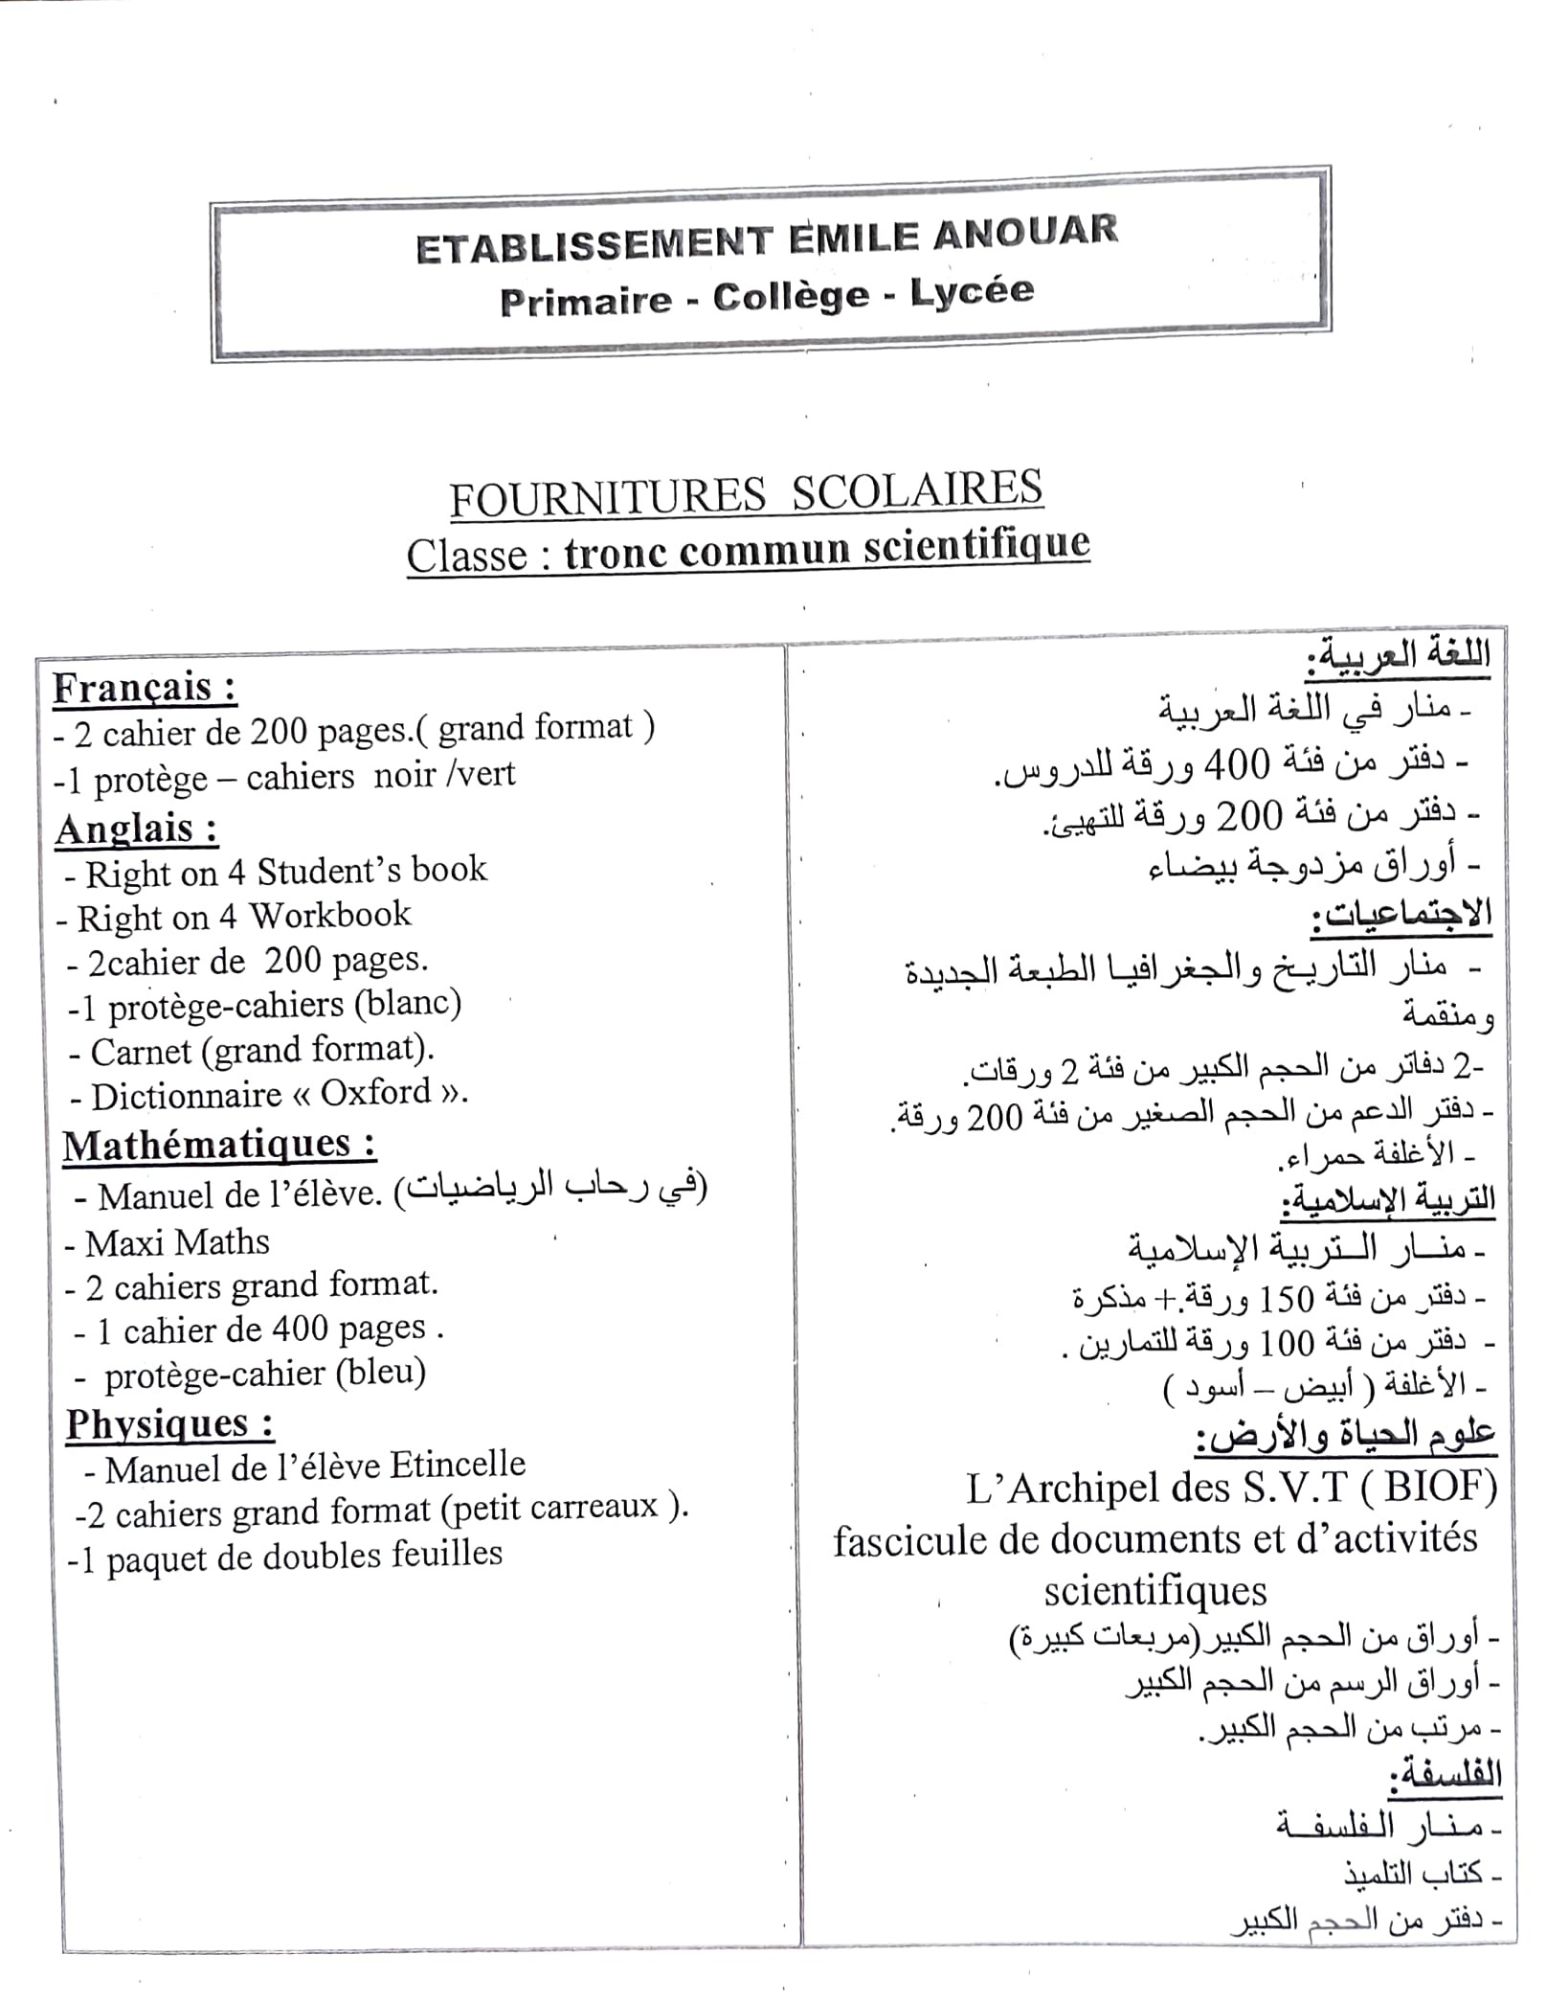 ETABLISSEMENT EMILE ANOUAR
Primaire - Collège - Lycée
FOURNITURES SCOLAIRES
Classe : tronc commun scientifique
Français :
- 2 cahier de 200 pages.( grand format )
-1 protège – cahiers noir /vert
Anglais :
- Right on 4 Student’s book
- Right on 4 Workbook
- 2cahier de 200 pages.
-1 protège-cahiers (blanc)
- Carnet (grand format).
- Dictionnaire « Oxford ».
Mathématiques :
- Manuel de l’élève. (في رحاب الرياضيات)
- Maxi Maths
- 2 cahiers grand format.
- 1 cahier de 400 pages .
- protège-cahier (bleu)
Physiques :
- Manuel de l’élève Etincelle
-2 cahiers grand format (petit carreaux ).
-1 paquet de doubles feuilles
اللغة العربية:
- منار في اللغة العربية
- دفتر من فئة 400 ورقة للدروس.
- دفتر من فئة 200 ورقة للتهيئ.
- أوراق مزدوجة بيضاء
الاجتماعيات:
- منار التاريخ والجغرافيا الطبعة الجديدة
ومنقمة
-2 دفاتر من الحجم الكبير من فئة 2 ورقات.
- دفتر الدعم من الحجم الصغير من فئة 200 ورقة.
- الأغلفة حمراء.
التربية الإسلامية:
- منــار الــتربية الإسلامية
- دفتر من فئة 150 ورقة.+ مذكرة
- دفتر من فئة 100 ورقة للتمارين .
- الأغلفة ( أبيض – أسود )
علوم الحياة والأرض:
L’Archipel des S.V.T ( BIOF)
fascicule de documents et d’activités
scientifiques
- أوراق من الحجم الكبير(مربعات كبيرة)
- أوراق الرسم من الحجم الكبير
- مرتب من الحجم الكبير.
الفلسفة:
- منــار الفلسفــة
- كتاب التلميذ
- دفتر من الحجم الكبير